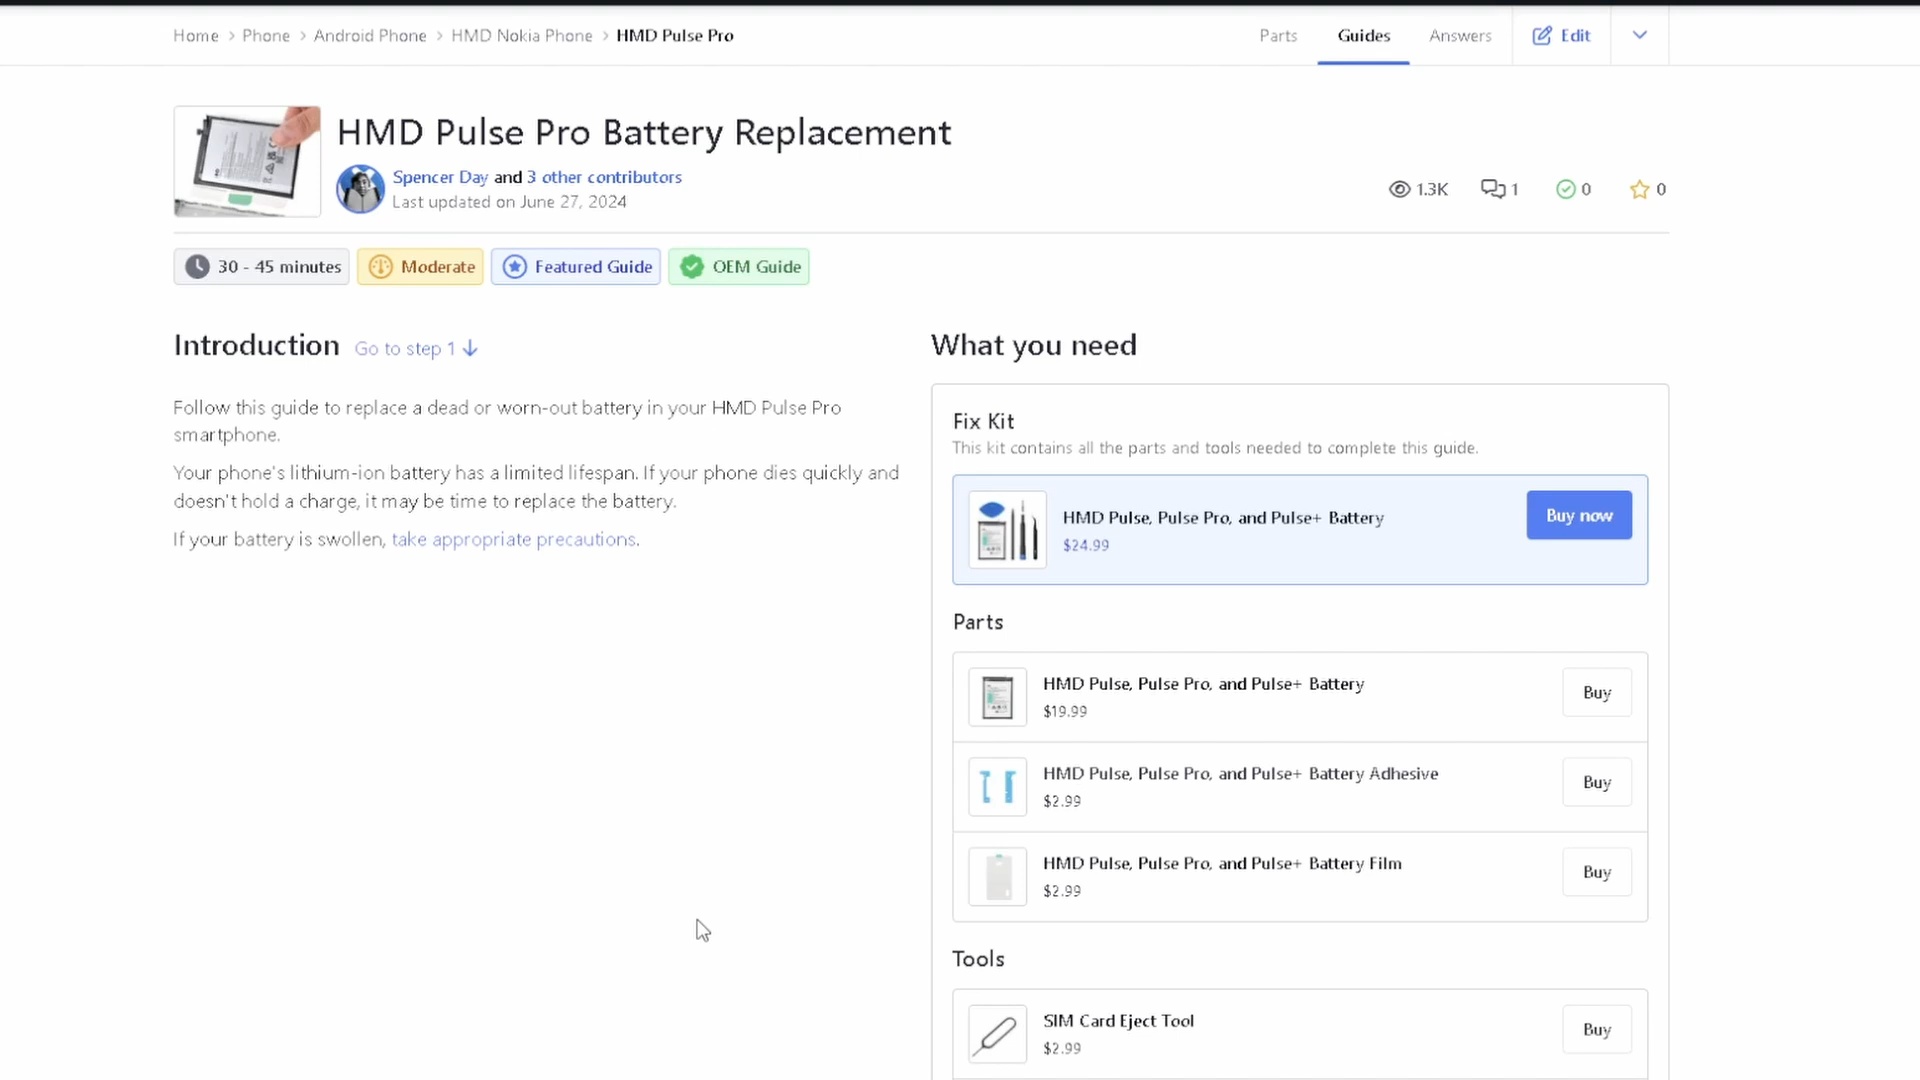 Home > Phone > Android Phone > HMD Nokia Phone > HMD Pulse Pro
Parts
Guides
Answers
Edit
HMD Pulse Pro Battery Replacement
Spencer Day and 3 other contributors
Last updated on June 27, 2024
1.3K
1
0
0
30 - 45 minutes
Moderate
Featured Guide
OEM Guide
Introduction
Go to step 1
Follow this guide to replace a dead or worn-out battery in your HMD Pulse Pro
smartphone.
Your phone's lithium-ion battery has a limited lifespan. If your phone dies quickly and
doesn't hold a charge, it may be time to replace the battery.
If your battery is swollen, take appropriate precautions.
What you need
Fix Kit
This kit contains all the parts and tools needed to complete this guide.
HMD Pulse, Pulse Pro, and Pulse+ Battery
$24.99
Buy now
Parts
HMD Pulse, Pulse Pro, and Pulse+ Battery
$19.99
Buy
HMD Pulse, Pulse Pro, and Pulse+ Battery Adhesive
$2.99
Buy
HMD Pulse, Pulse Pro, and Pulse+ Battery Film
$2.99
Buy
Tools
SIM Card Eject Tool
$2.99
Buy